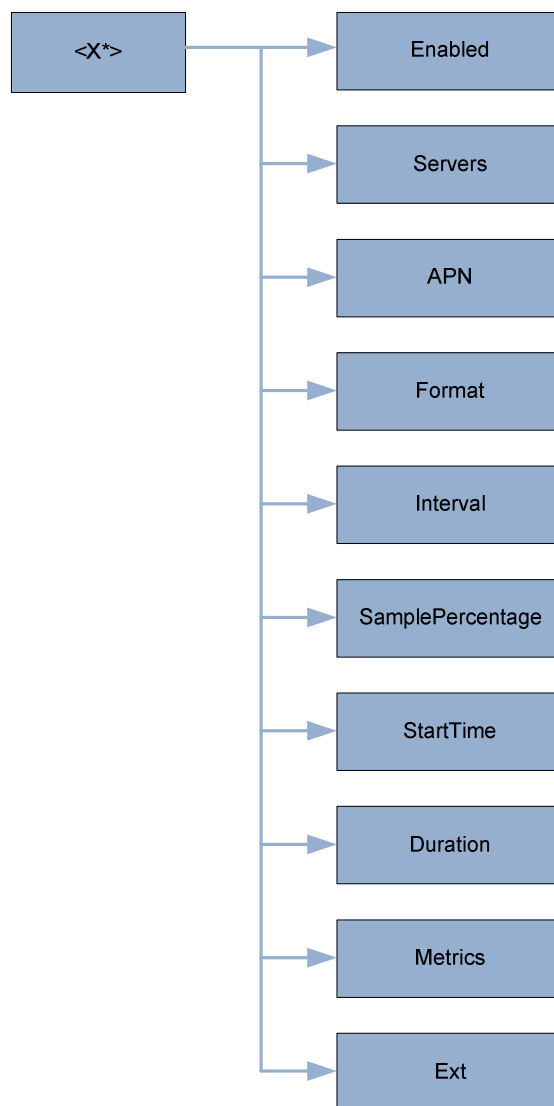 <X*>
Enabled
Servers
APN
Format
Interval
SamplePercentage
StartTime
Duration
Metrics
Ext